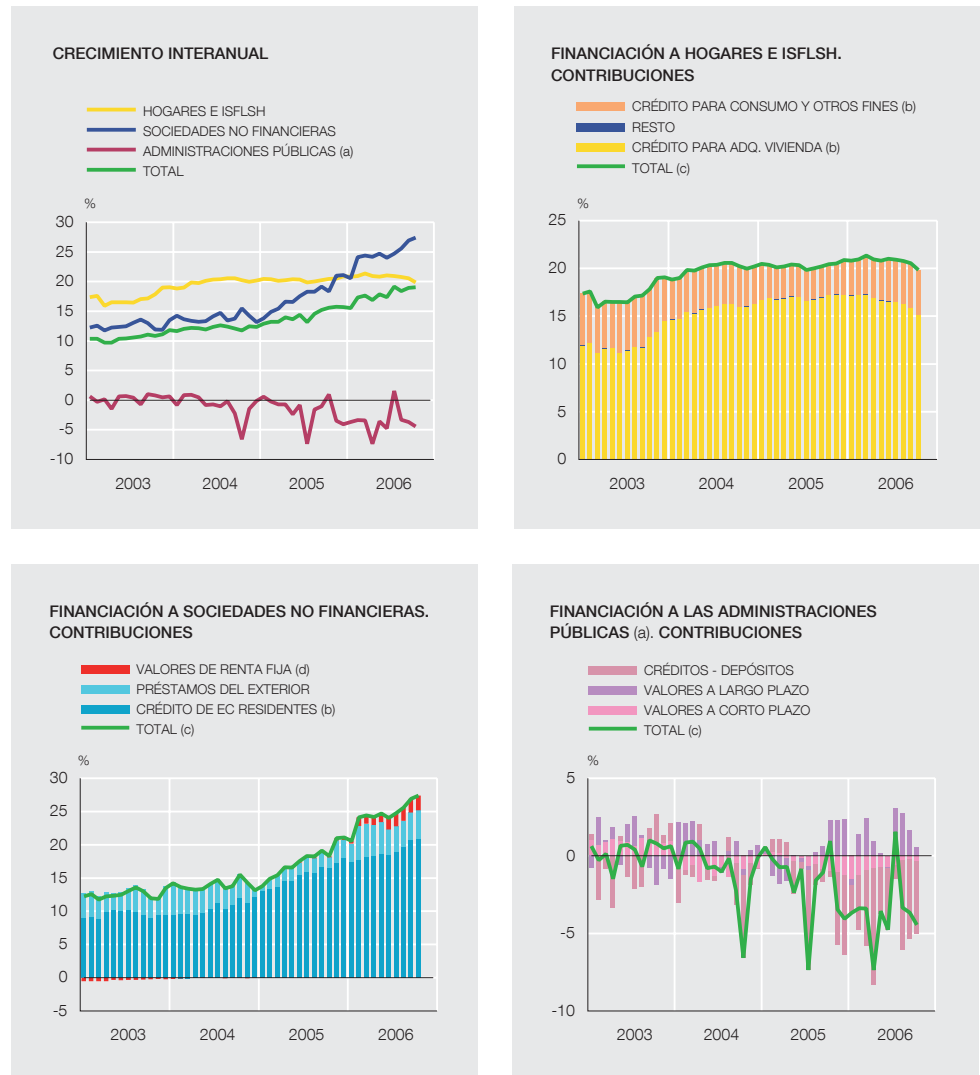 CRECIMIENTO INTERANUAL
HOGARES E ISFLSH
SOCIEDADES NO FINANCIERAS
ADMINISTRACIONES PÚBLICAS (a)
TOTAL
%
30
25
20
15
10
5
0
-5
-10
2003 2004 2005 2006
FINANCIACIÓN A HOGARES E ISFLSH.
CONTRIBUCIONES
CRÉDITO PARA CONSUMO Y OTROS FINES (b)
RESTO
CRÉDITO PARA ADQ. VIVIENDA (b)
TOTAL (c)
%
25
20
15
10
5
0
2003 2004 2005 2006
FINANCIACIÓN A SOCIEDADES NO FINANCIERAS.
CONTRIBUCIONES
VALORES DE RENTA FIJA (d)
PRÉSTAMOS DEL EXTERIOR
CRÉDITO DE EC RESIDENTES (b)
TOTAL (c)
%
30
25
20
15
10
5
0
-5
2003 2004 2005 2006
FINANCIACIÓN A LAS ADMINISTRACIONES
PÚBLICAS (a). CONTRIBUCIONES
CRÉDITOS - DEPÓSITOS
VALORES A LARGO PLAZO
VALORES A CORTO PLAZO
TOTAL (c)
%
5
0
-5
-10
2003 2004 2005 2006